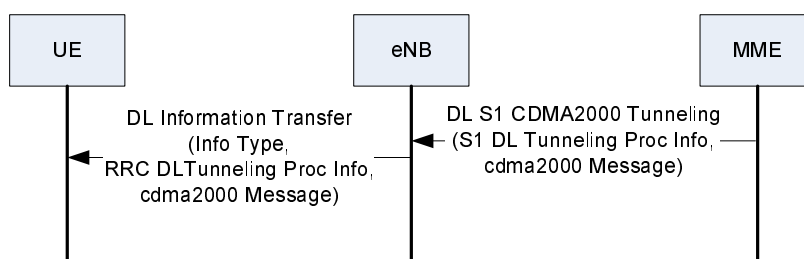 UE
eNB
MME
DL Information Transfer
(Info Type,
RRC DLTunneling Proc Info,
cdma2000 Message)
DL S1 CDMA2000 Tunneling
(S1 DL Tunneling Proc Info,
cdma2000 Message)